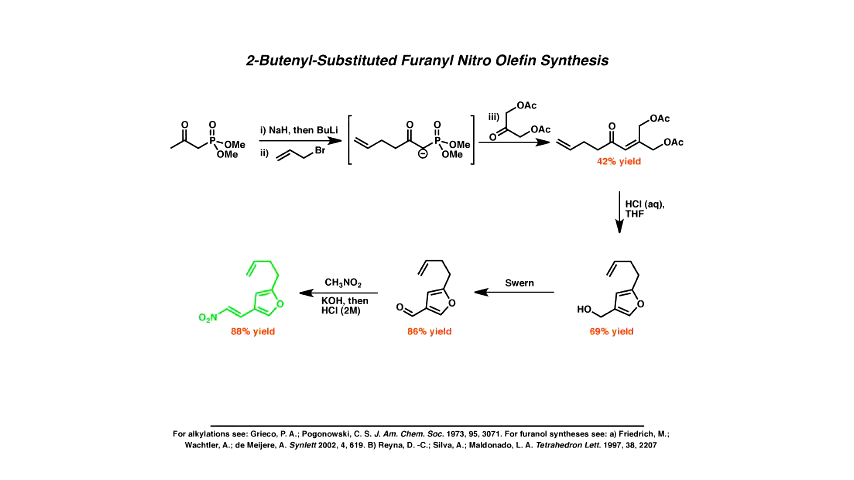 2-Butenyl-Substituted Furanyl Nitro Olefin Synthesis
O O
P
OMe
OMe
i) NaH, then BuLi
ii) Br
O O
P
OMe
OMe
⊖
iii) OAc
O
OAc
O
OAc
OAc
42% yield
HCl (aq),
THF
HO
O
69% yield
Swern
O
O
86% yield
CH3NO2
KOH, then
HCl (2M)
O2N
O
88% yield
For alkylations see: Grieco, P. A.; Pogonowski, C. S. J. Am. Chem. Soc. 1973, 95, 3071. For furanol syntheses see: a) Friedrich, M.;
Wachtler, A.; de Meijere, A. Synlett 2002, 4, 619. B) Reyna, D. -C.; Silva, A.; Maldonado, L. A. Tetrahedron Lett. 1997, 38, 2207